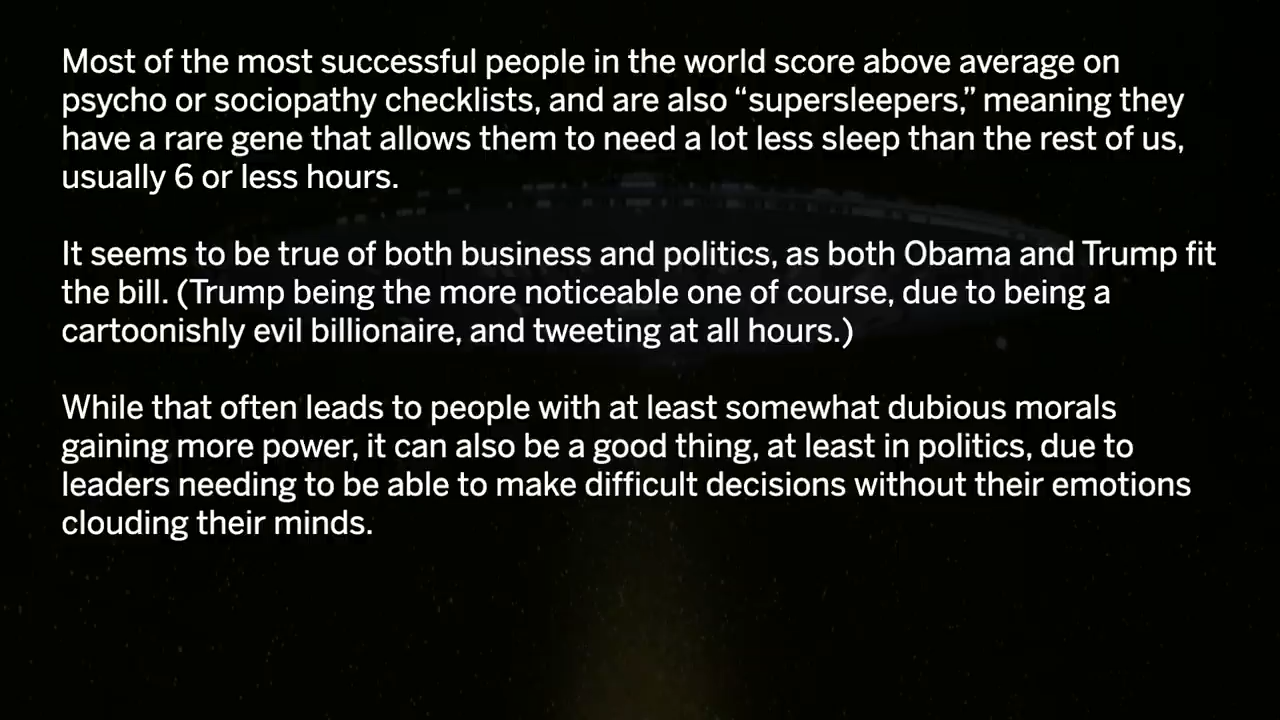 Most of the most successful people in the world score above average on
psycho or sociopathy checklists, and are also “supersleepers,” meaning they
have a rare gene that allows them to need a lot less sleep than the rest of us,
usually 6 or less hours.
It seems to be true of both business and politics, as both Obama and Trump fit
the bill. (Trump being the more noticeable one of course, due to being a
cartoonishly evil billionaire, and tweeting at all hours.)
While that often leads to people with at least somewhat dubious morals
gaining more power, it can also be a good thing, at least in politics, due to
leaders needing to be able to make difficult decisions without their emotions
clouding their minds.